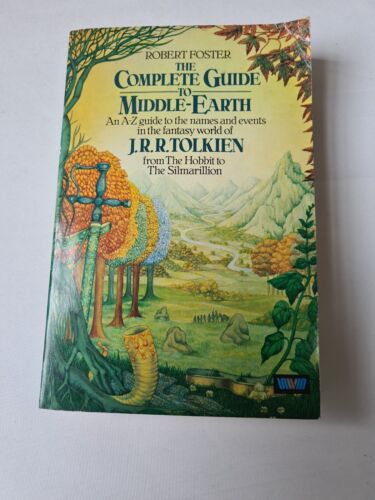 ROBERT FOSTER
THE
COMPLETE GUIDE
TO
MIDDLE-EARTH
An A-Z guide to the names and events
in the fantasy world of
J.R.R. TOLKIEN
from The Hobbit to
The Silmarillion